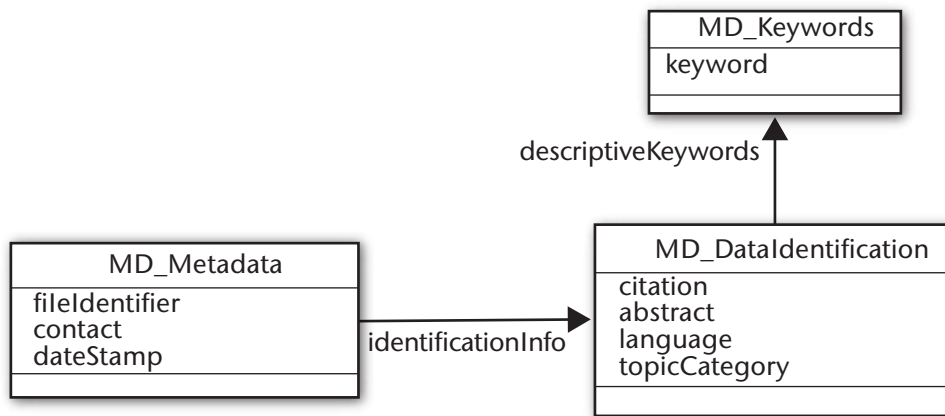 MD_Keywords
keyword
descriptiveKeywords
MD_Metadata
fileIdentifier
contact
dateStamp
identificationInfo
MD_DataIdentification
citation
abstract
language
topicCategory